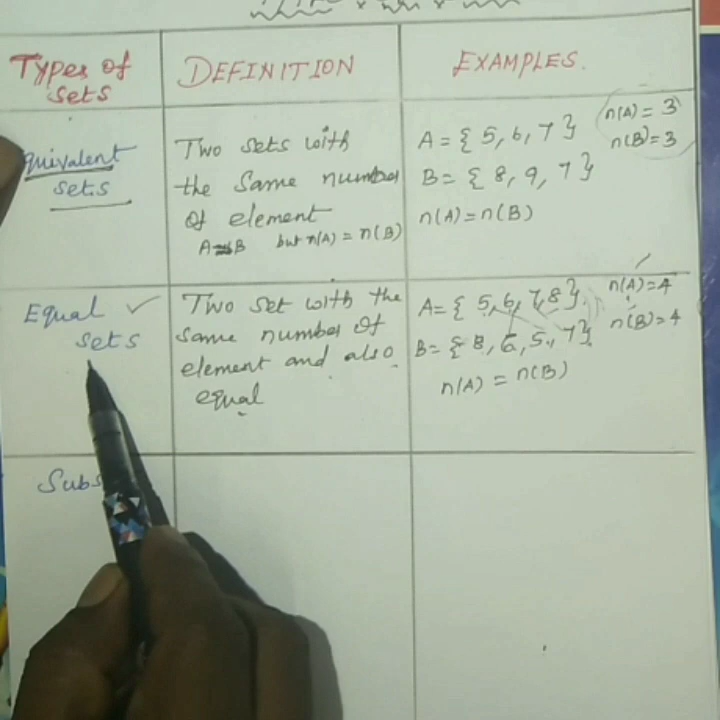 Types of
sets
DEFINITION
EXAMPLES.
quivalent
sets
Two sets with
the same number
of element
but n(A) = n(B)
A = { 5, 6, 7 }
B = { 8, 9, 7 }
n(A) = n(B)
n(A) = 3
n(B) = 3
Equal ✓
sets
Two set with the
same number of
element and also
equal
A = { 5, 6, 7, 8 }
B = { 8, 6, 5, 7 }
n(A) = n(B)
n(A) = 4
n(B) = 4
Subs